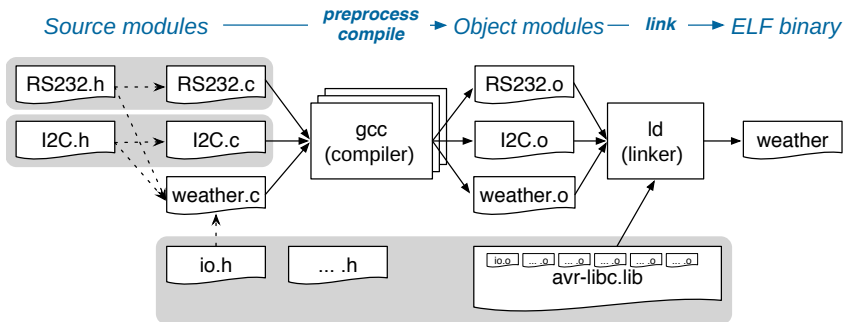 Source modules
preprocess
compile
Object modules
link
ELF binary
RS232.h
RS232.c
RS232.o
I2C.h
I2C.c
gcc
(compiler)
I2C.o
ld
(linker)
weather
weather.c
weather.o
io.h
... .h
io.o ... .o ... .o ... .o ... .o ... .o
avr-libc.lib